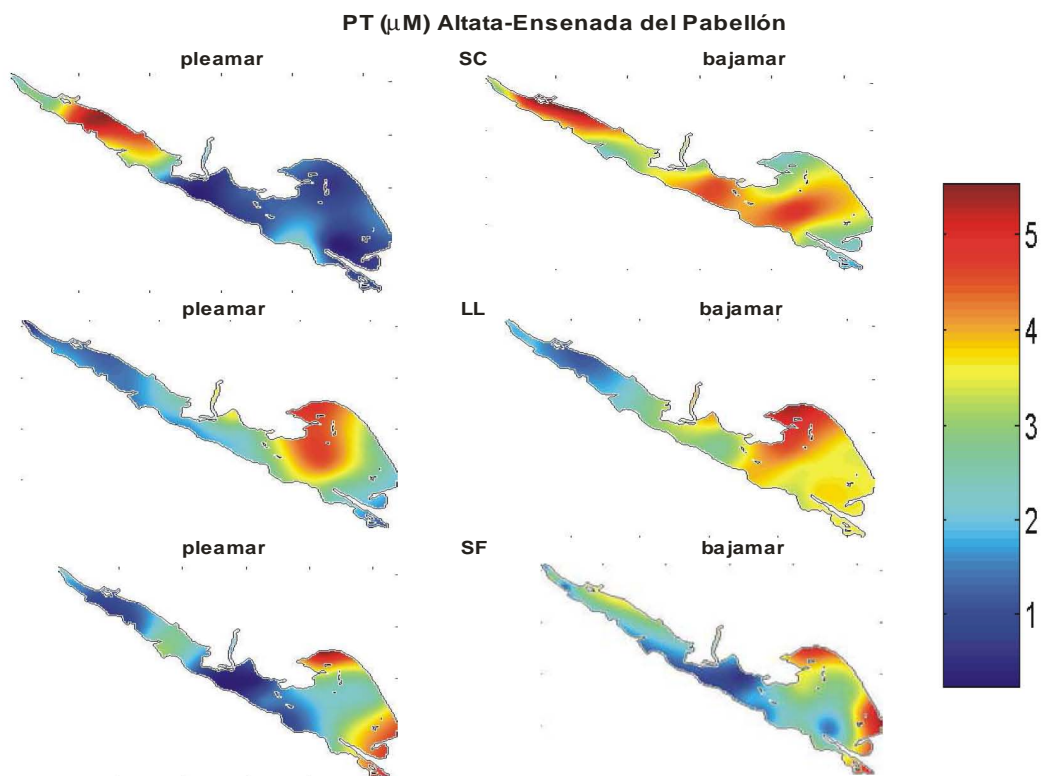 PT (μM) Altata-Ensenada del Pabellón
pleamar SC bajamar
pleamar LL bajamar
pleamar SF bajamar
5
4
3
2
1